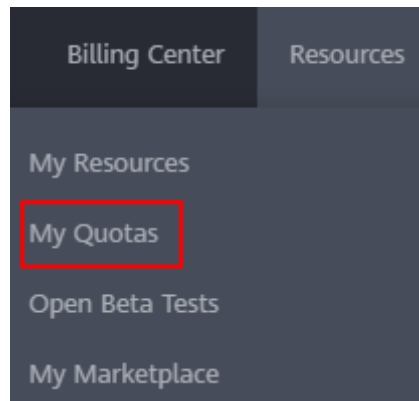 Billing Center Resources
My Resources
My Quotas
Open Beta Tests
My Marketplace